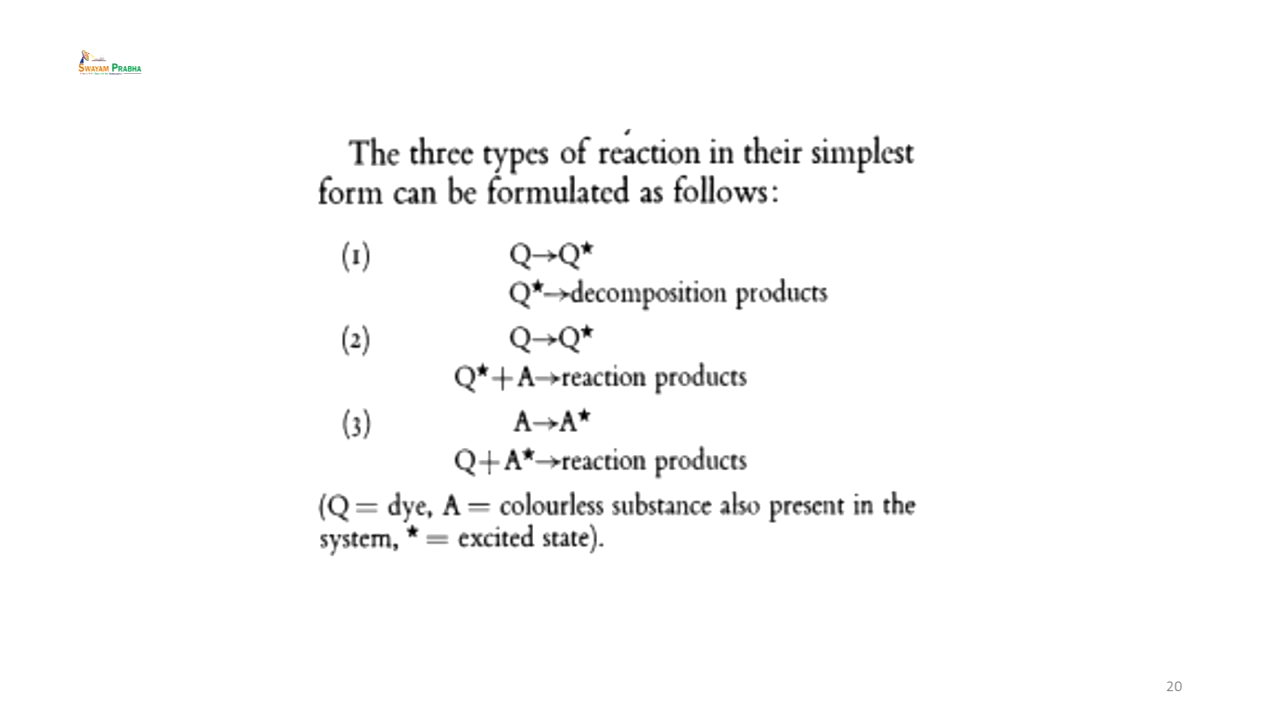 SWAYAM PRABHA
The three types of reaction in their simplest
form can be formulated as follows:
(1) Q→Q★
Q★→decomposition products
(2) Q→Q★
Q★+A→reaction products
(3) A→A★
Q+A★→reaction products
(Q = dye, A = colourless substance also present in the
system, ★ = excited state).
20